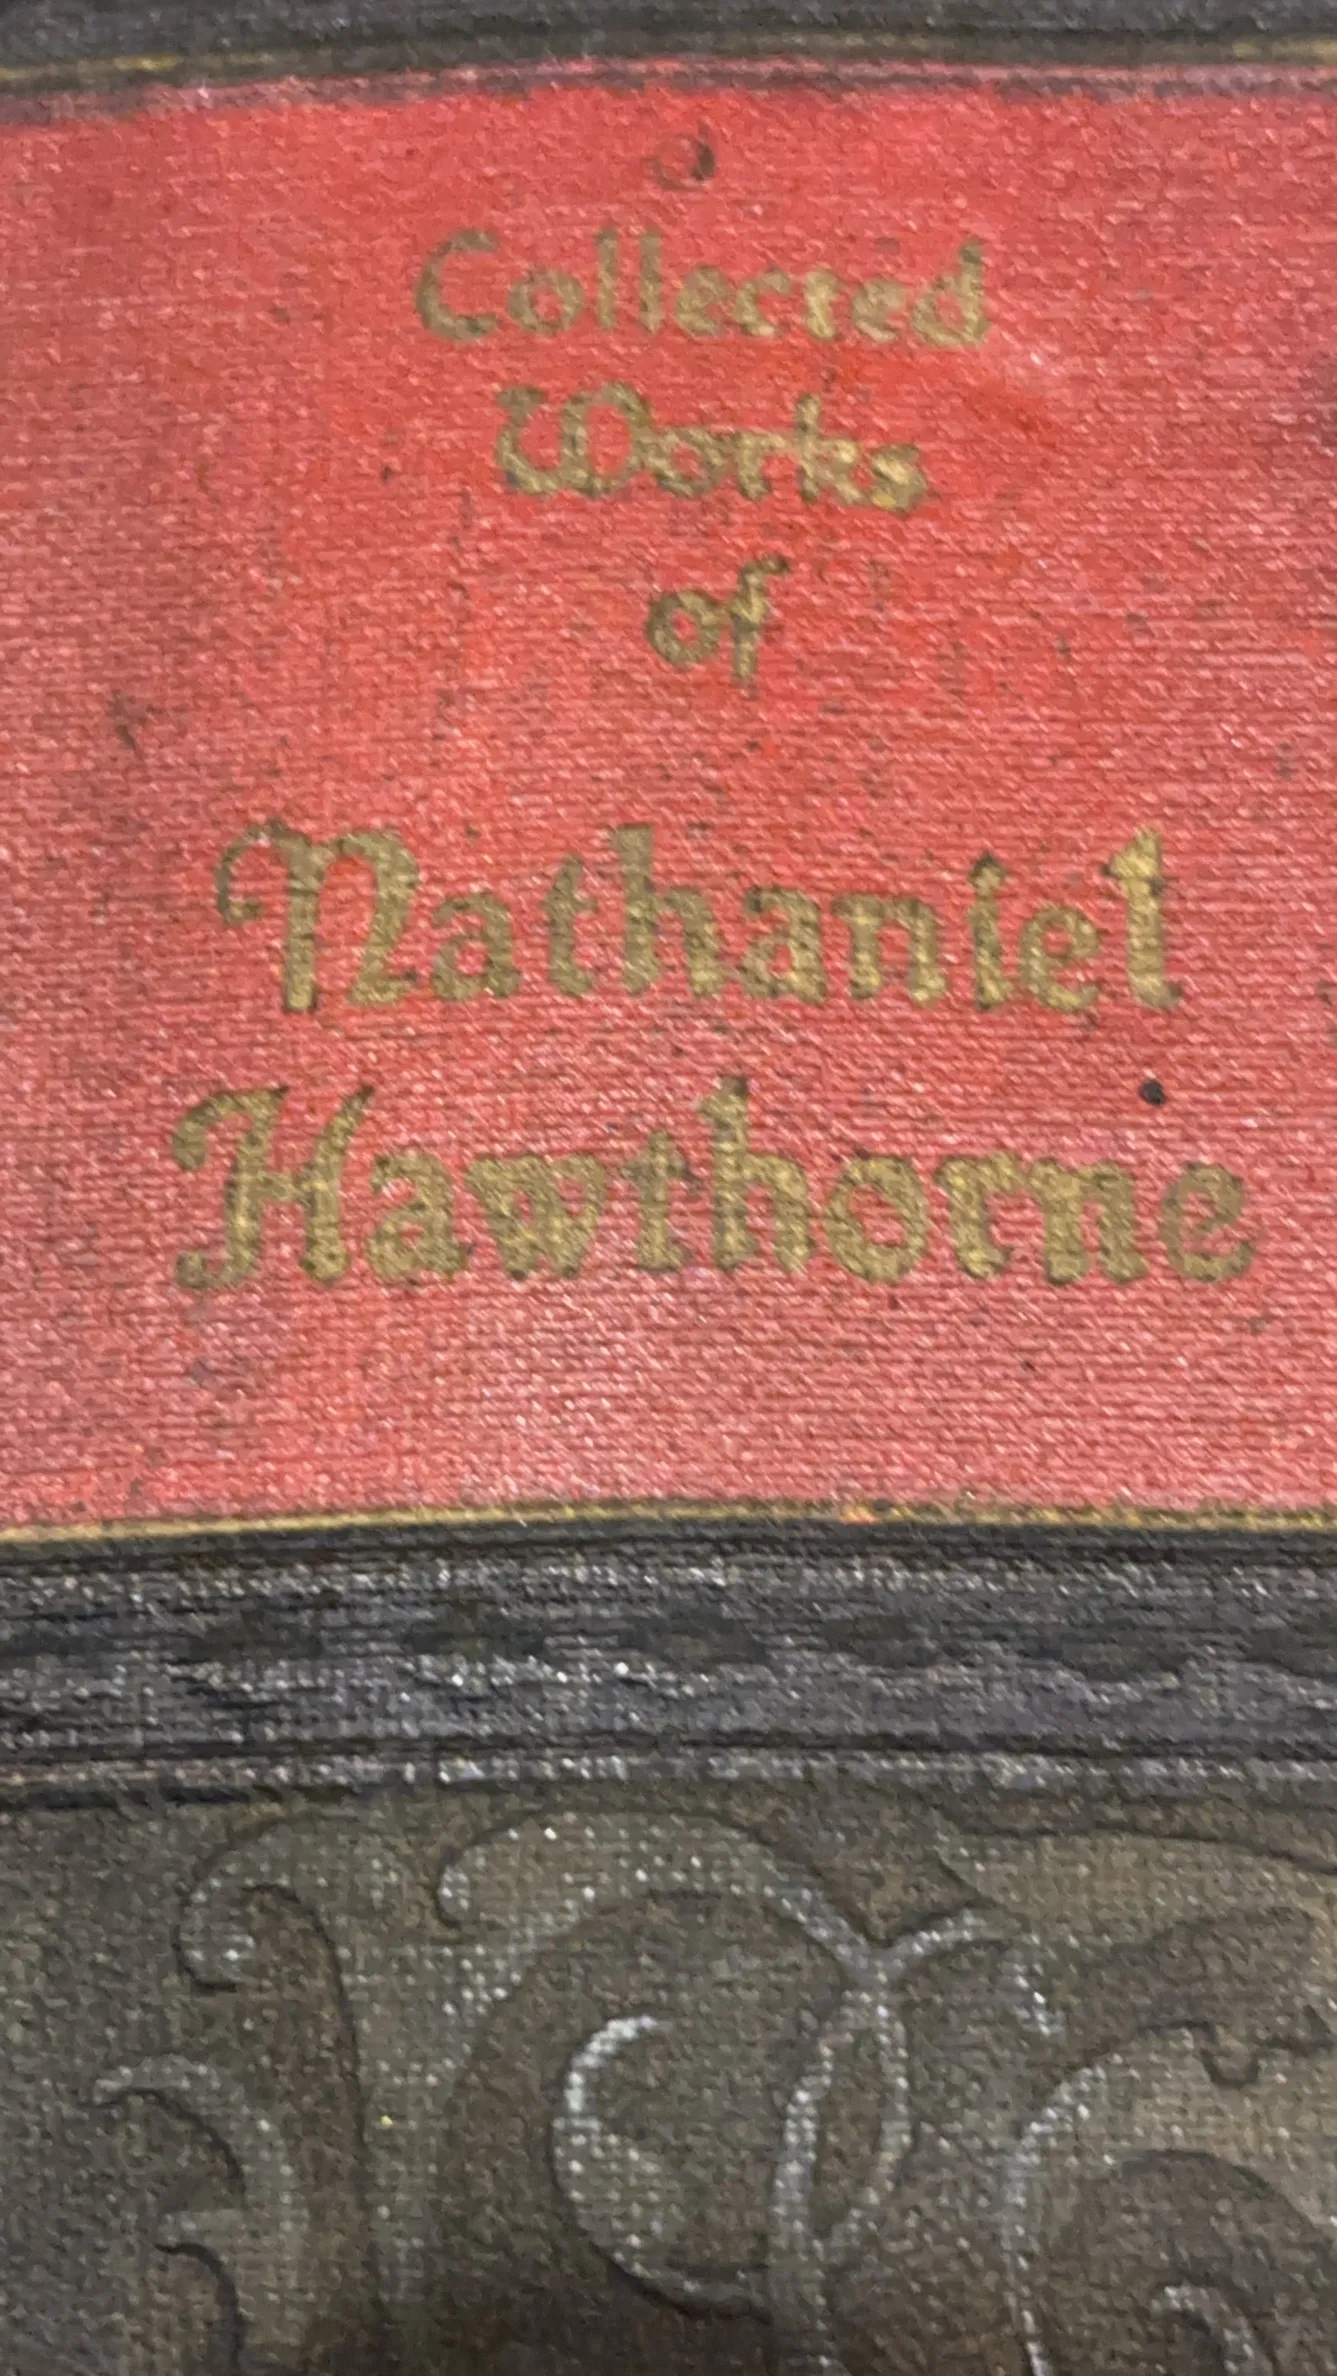 Collected
Works
of
Nathaniel
Hawthorne